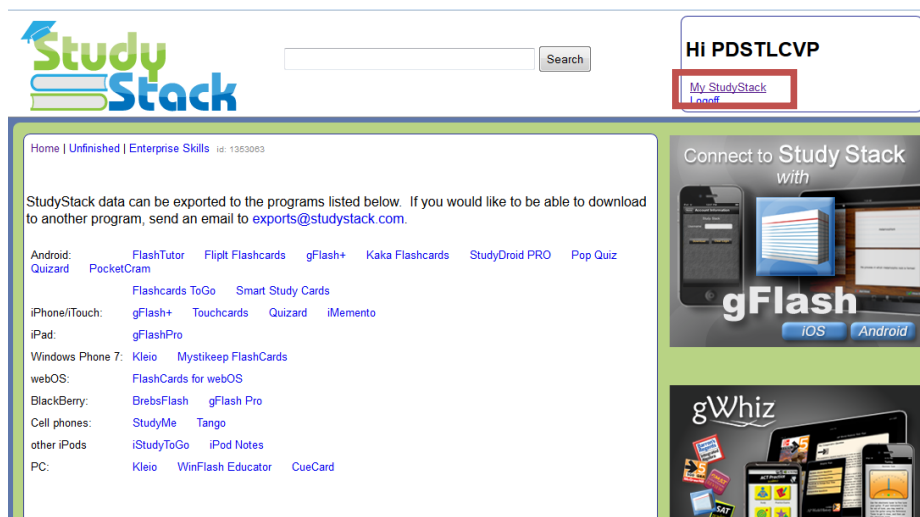 Study
Stack
Search
Hi PDSTLCVP
My StudyStack
Logoff
Home | Unfinished | Enterprise Skills id: 1353063
StudyStack data can be exported to the programs listed below. If you would like to be able to download
to another program, send an email to exports@studystack.com.
Android: FlashTutor FlipIt Flashcards gFlash+ Kaka Flashcards StudyDroid PRO Pop Quiz
Quizard PocketCram
Flashcards ToGo Smart Study Cards
iPhone/iTouch: gFlash+ Touchcards Quizard iMemento
iPad: gFlashPro
Windows Phone 7: Kleio Mystikeep FlashCards
webOS: FlashCards for webOS
BlackBerry: BrebsFlash gFlash Pro
Cell phones: StudyMe Tango
other iPods iStudyToGo iPod Notes
PC: Kleio WinFlash Educator CueCard
Connect to Study Stack
with
gFlash
iOS Android
gWhiz
ACT Practice
SAT